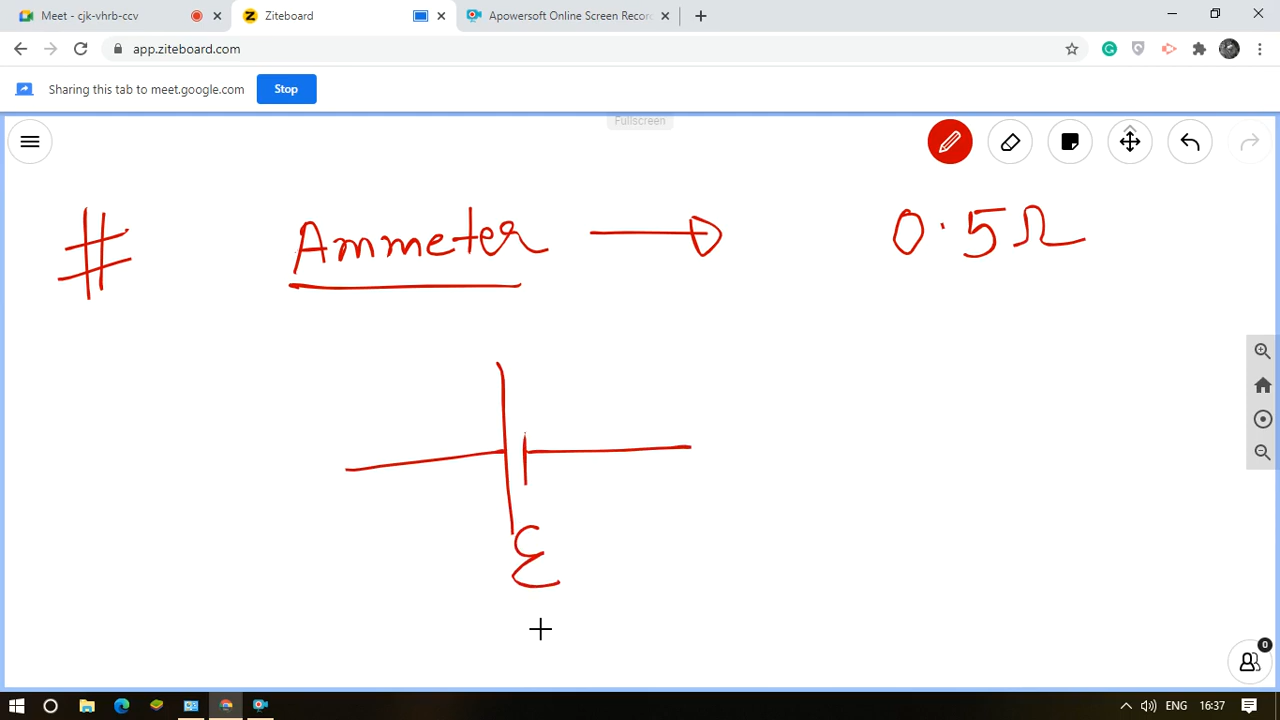 Meet - cjk-vhrb-ccv
Ziteboard
Apowersoft Online Screen Recor
app.ziteboard.com
Sharing this tab to meet.google.com
Stop
Fullscreen
# Ammeter → 0.5Ω
ε
0
ENG
16:37